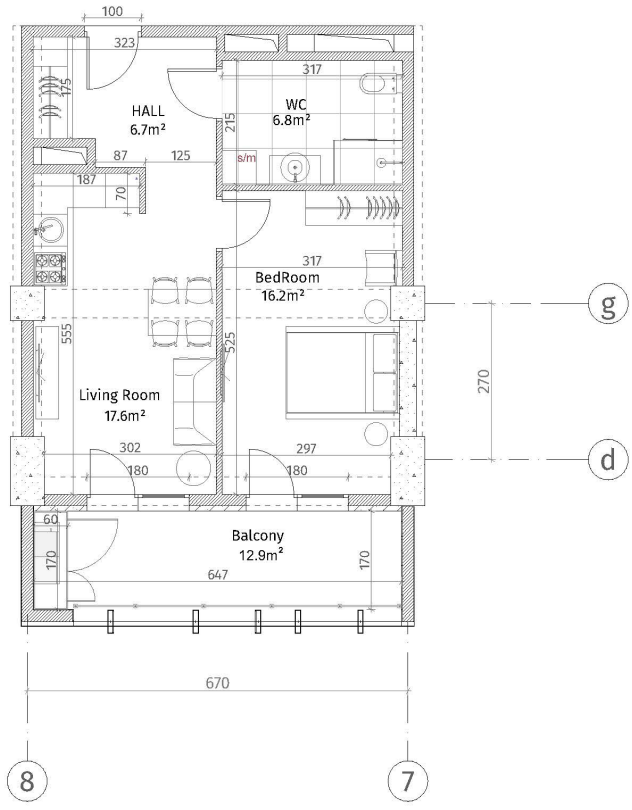 100
323
317
175
HALL
6.7m²
WC
6.8m²
215
s/m
87
125
187
70
317
BedRoom
16.2m²
g
555
525
270
Living Room
17.6m²
302
297
d
180
180
60
Balcony
12.9m²
170
170
647
670
8
7